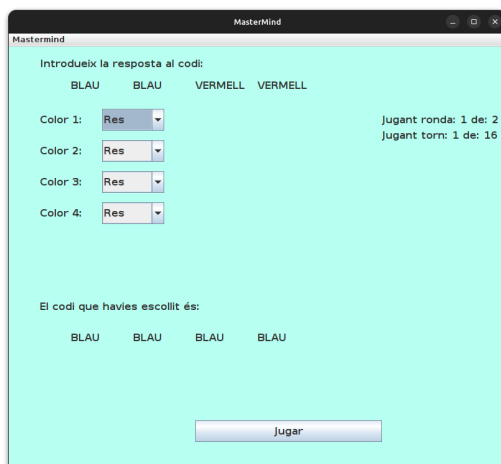 MasterMind
Mastermind
Introdueix la resposta al codi:
BLAU BLAU VERMELL VERMELL
Color 1: Res
Jugant ronda: 1 de: 2
Jugant torn: 1 de: 16
Color 2: Res
Color 3: Res
Color 4: Res
El codi que havies escollit és:
BLAU BLAU BLAU BLAU
Jugar